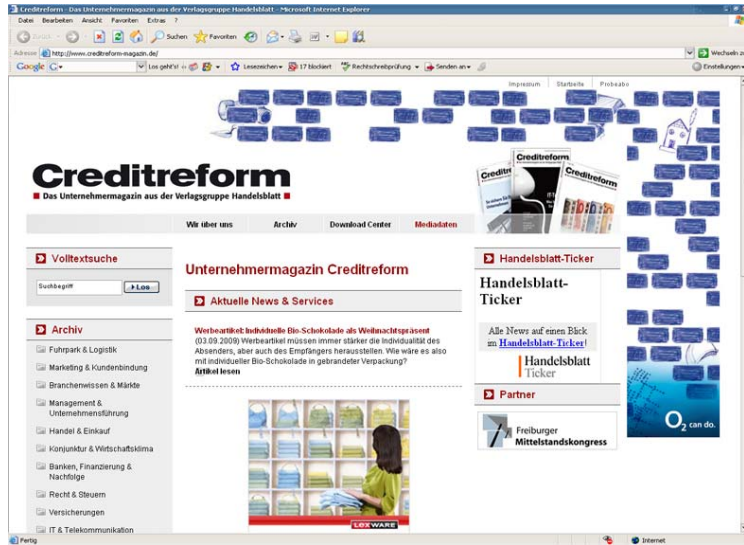 Creditreform - Das Unternehmermagazin aus der Verlagsgruppe Handelsblatt - Microsoft Internet Explorer
Datei Bearbeiten Ansicht Favoriten Extras ?
Zurück Suchen Favoriten
Adresse http://www.creditreform-magazin.de/ Wechseln zu
Google Los geht's! Lesezeichen 17 blockiert Rechtschreibprüfung Senden an Einstellungen
Impressum Startseite Probeabo
Creditreform
Das Unternehmermagazin aus der Verlagsgruppe Handelsblatt
Creditreform
Wir über uns Archiv Download Center Mediadaten
Volltextsuche
Suchbegriff Los
Archiv
Fuhrpark & Logistik
Marketing & Kundenbindung
Branchenwissen & Märkte
Management &
Unternehmensführung
Handel & Einkauf
Konjunktur & Wirtschaftsklima
Banken, Finanzierung &
Nachfolge
Recht & Steuern
Versicherungen
IT & Telekommunikation
Unternehmermagazin Creditreform
Aktuelle News & Services
Werbeartikel: Individuelle Bio-Schokolade als Weihnachtspräsent
(03.09.2009) Werbeartikel müssen immer stärker die Individualität des
Absenders, aber auch des Empfängers herausstellen. Wie wäre es also
mit individueller Bio-Schokolade in gebrandeter Verpackung?
Artikel lesen
LEXWARE
Handelsblatt-Ticker
Handelsblatt-
Ticker
Alle News auf einen Blick
im Handelsblatt-Ticker!
Handelsblatt
Ticker
Partner
Freiburger
Mittelstandskongress
O2 can do.
Fertig Internet